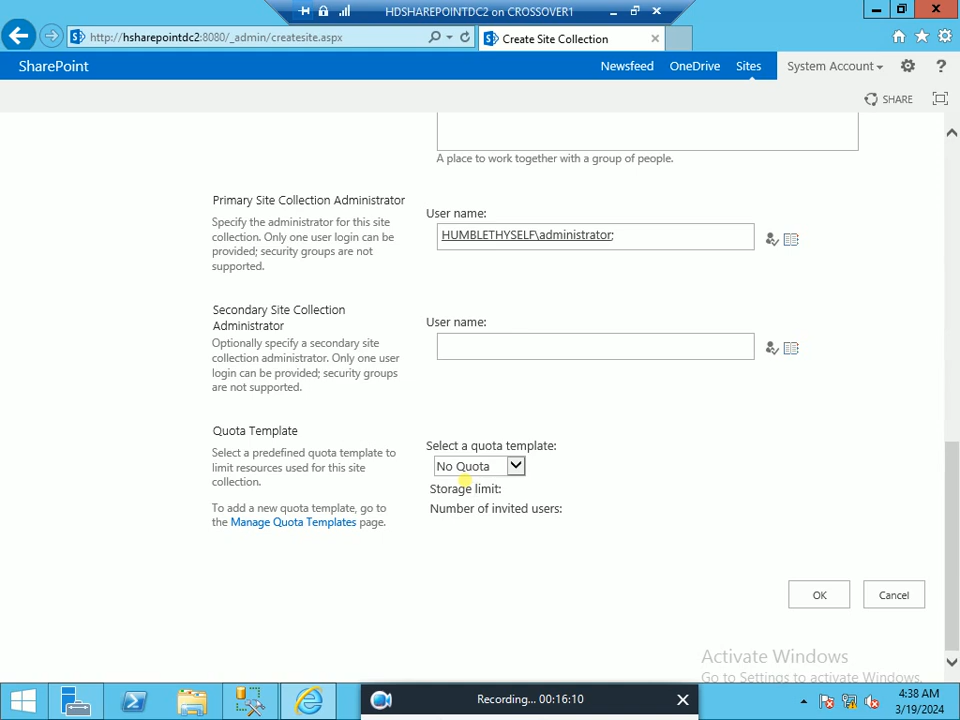 HDSHAREPOINTDC2 on CROSSOVER1
http://hsharepointdc2:8080/_admin/createsite.aspx
Create Site Collection
SharePoint
Newsfeed
OneDrive
Sites
System Account
?
SHARE
A place to work together with a group of people.
Primary Site Collection Administrator
Specify the administrator for this site
collection. Only one user login can be
provided; security groups are not
supported.
User name:
HUMBLETHYSELF\administrator;
Secondary Site Collection
Administrator
Optionally specify a secondary site
collection administrator. Only one user
login can be provided; security groups
are not supported.
User name:
Quota Template
Select a predefined quota template to
limit resources used for this site
collection.
To add a new quota template, go to
the Manage Quota Templates page.
Select a quota template:
No Quota
Storage limit:
Number of invited users:
OK
Cancel
Activate Windows
Go to Settings to activate Windows.
Recording... 00:16:10
4:38 AM
3/19/2024